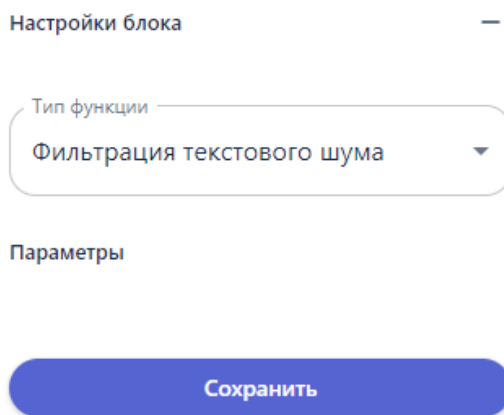 Настройки блока
Тип функции
Фильтрация текстового шума
Параметры
Сохранить